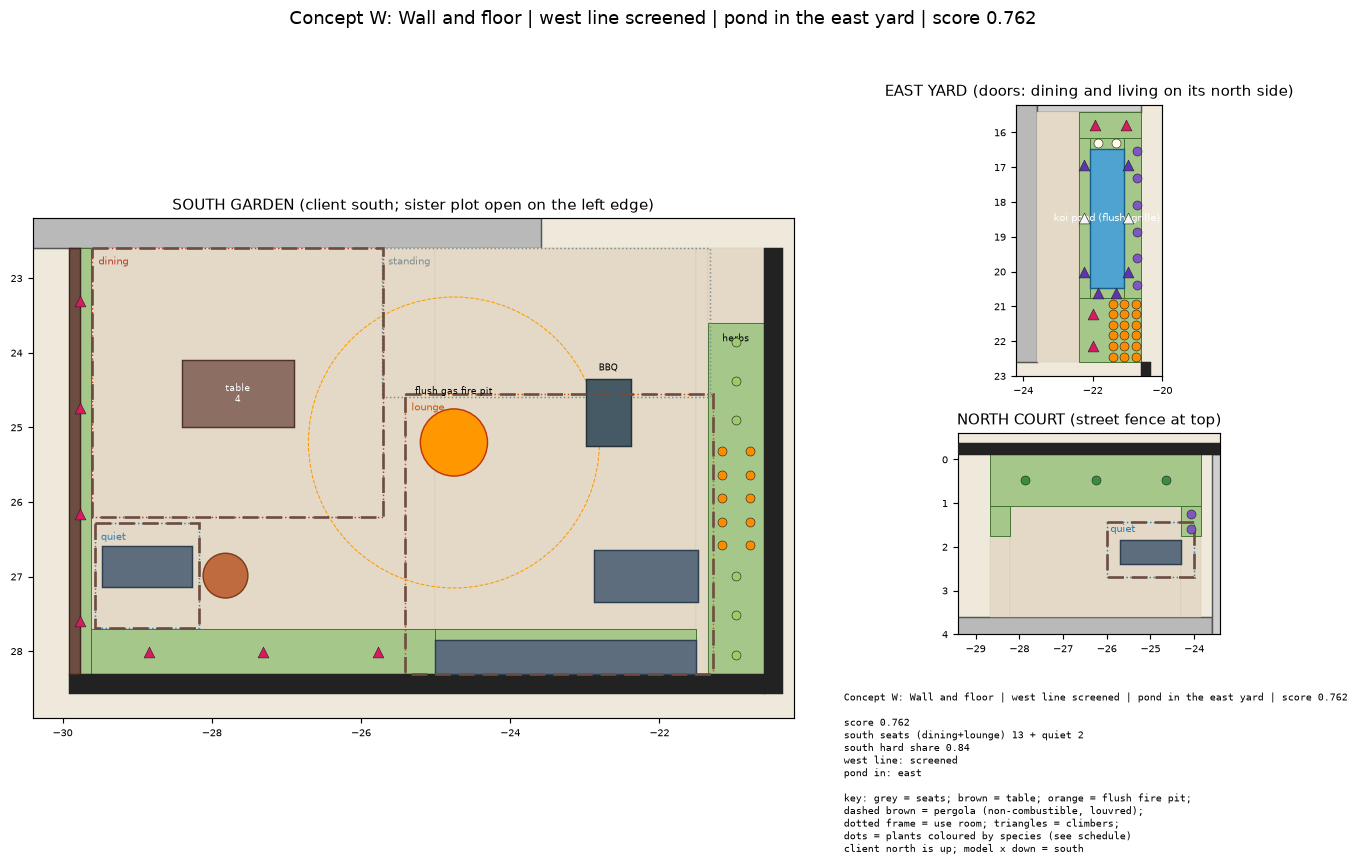 Concept W: Wall and floor | west line screened | pond in the east yard | score 0.762
EAST YARD (doors: dining and living on its north side)
16
17
18
19
20
21
22
23
koi pond (flush grille)
−24
−22
−20
SOUTH GARDEN (client south; sister plot open on the left edge)
23
24
25
26
27
28
dining
standing
herbs
BBQ
table
4
flush gas fire pit
lounge
quiet
−30
−28
−26
−24
−22
NORTH COURT (street fence at top)
0
1
2
3
4
quiet
−29
−28
−27
−26
−25
−24
Concept W: Wall and floor | west line screened | pond in the east yard | score 0.762
score 0.762
south seats (dining+lounge) 13 + quiet 2
south hard share 0.84
west line: screened
pond in: east
key: grey = seats; brown = table; orange = flush fire pit;
dashed brown = pergola (non-combustible, louvred);
dotted frame = use room; triangles = climbers;
dots = plants coloured by species (see schedule)
client north is up; model x down = south